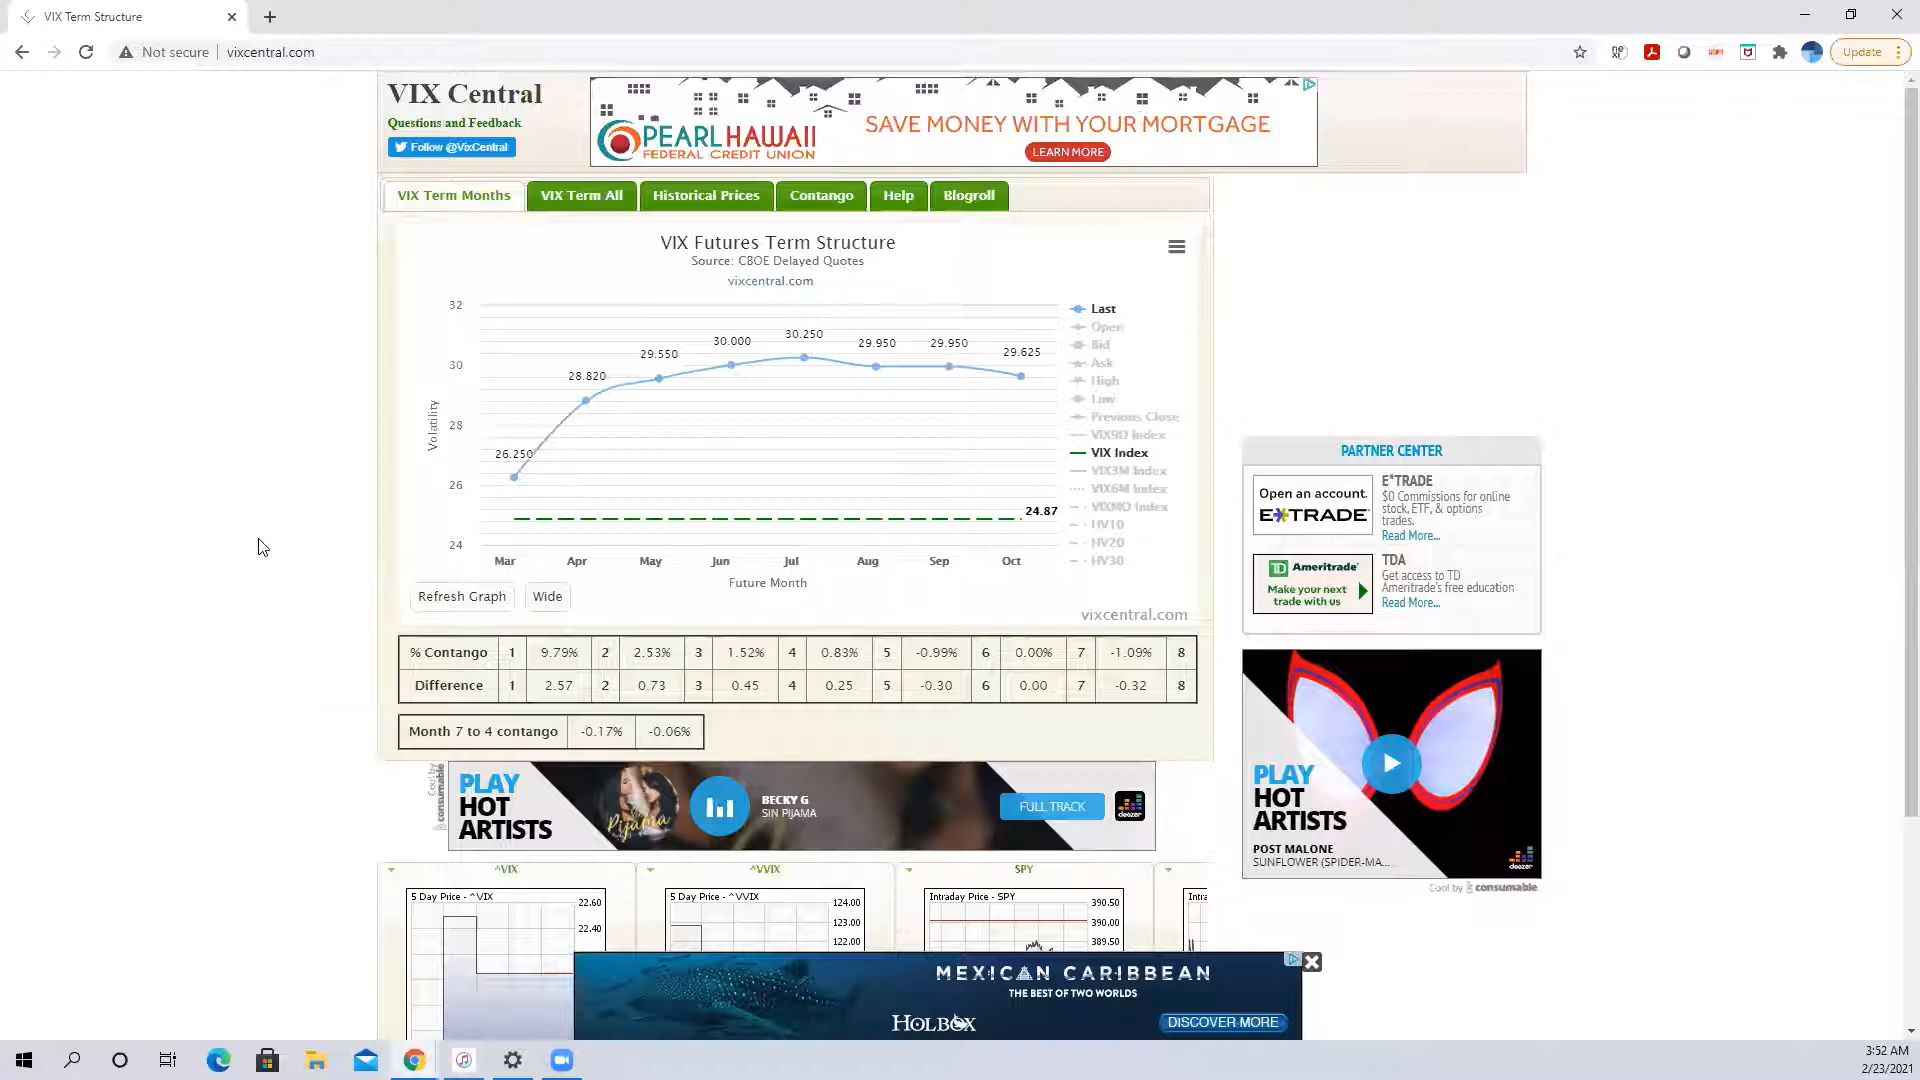 VIX Term Structure
Not secure
vixcentral.com
Update
VIX Central
Questions and Feedback
Follow @VixCentral
PEARLHAWAII
FEDERAL CREDIT UNION
SAVE MONEY WITH YOUR MORTGAGE
LEARN MORE
VIX Term Months
VIX Term All
Historical Prices
Contango
Help
Blogroll
VIX Futures Term Structure
Source: CBOE Delayed Quotes
vixcentral.com
Volatility
32
30
28
26
24
26.250
28.820
29.550
30.000
30.250
29.950
29.950
29.625
24.87
Mar
Apr
May
Jun
Jul
Aug
Sep
Oct
Future Month
Last
Open
Bid
Ask
High
Low
Previous Close
VIX9D Index
VIX Index
VIX3M Index
VIX6M Index
VIXMO Index
HV10
HV20
HV30
Refresh Graph
Wide
vixcentral.com
% Contango 1 9.79% 2 2.53% 3 1.52% 4 0.83% 5 -0.99% 6 0.00% 7 -1.09% 8
Difference 1 2.57 2 0.73 3 0.45 4 0.25 5 -0.30 6 0.00 7 -0.32 8
Month 7 to 4 contango -0.17% -0.06%
PARTNER CENTER
Open an account.
E*TRADE
E*TRADE
$0 Commissions for online
stock, ETF, & options
trades.
Read More...
TD Ameritrade
Make your next
trade with us
TDA
Get access to TD
Ameritrade's free education
Read More...
PLAY
HOT
ARTISTS
POST MALONE
SUNFLOWER (SPIDER-MA...
deezer
Cool by consumable
Cool by
consumable
PLAY
HOT
ARTISTS
Pijama
BECKY G
SIN PIJAMA
FULL TRACK
deezer
^VIX
^VVIX
SPY
5 Day Price - ^VIX
22.60
22.40
5 Day Price - ^VVIX
124.00
123.00
122.00
Intraday Price - SPY
390.50
390.00
389.50
Intra
MEXICAN CARIBBEAN
THE BEST OF TWO WORLDS
HOLBOX
DISCOVER MORE
3:52 AM
2/23/2021